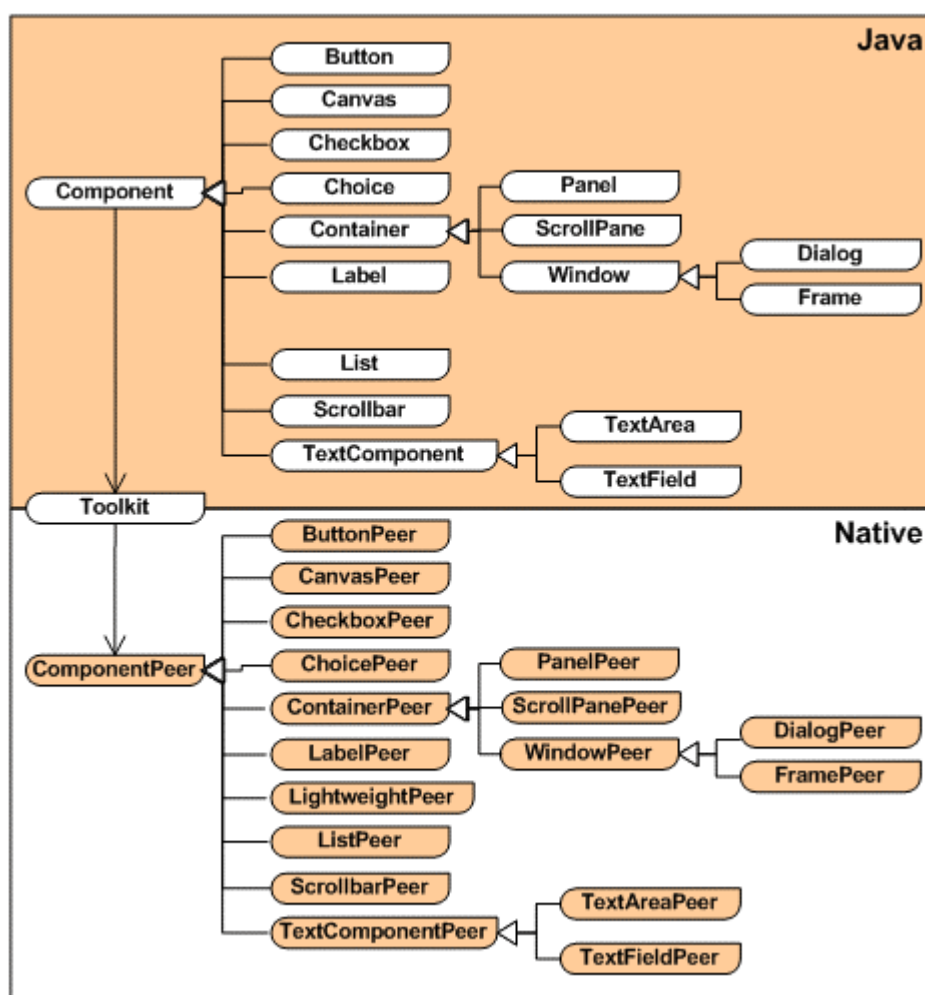 Java
Button
Canvas
Checkbox
Component
Choice
Panel
Container
ScrollPane
Label
Window
Dialog
Frame
List
Scrollbar
TextComponent
TextArea
TextField
Toolkit
Native
ButtonPeer
CanvasPeer
CheckboxPeer
ComponentPeer
ChoicePeer
PanelPeer
ContainerPeer
ScrollPanePeer
LabelPeer
WindowPeer
DialogPeer
FramePeer
LightweightPeer
ListPeer
ScrollbarPeer
TextComponentPeer
TextAreaPeer
TextFieldPeer